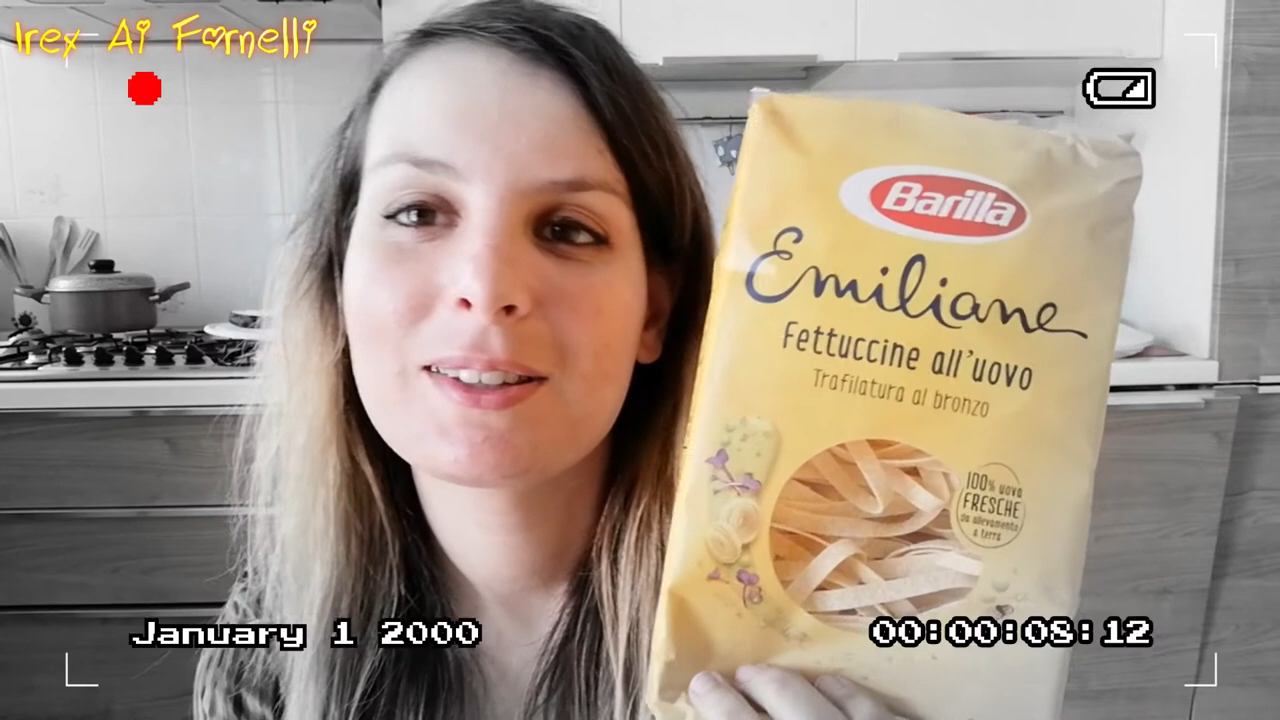 Irex Ai Fornelli
Barilla
Emiliane
Fettuccine all'uovo
Trafilatura al bronzo
100% uova
FRESCHE
da allevamento
a terra
January 1 2000
00:00:08:12